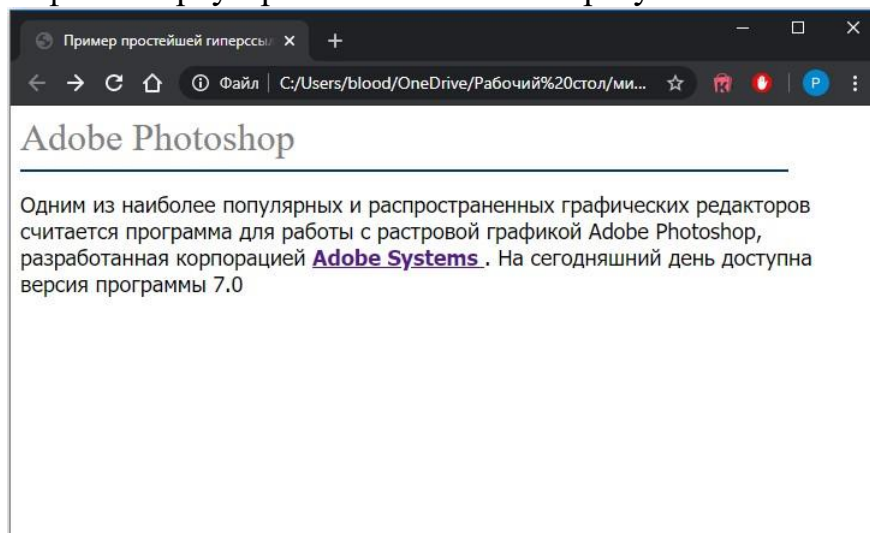 Пример простейшей гиперссыл
Файл | C:/Users/blood/OneDrive/Рабочий%20стол/ми...
P
Adobe Photoshop
Одним из наиболее популярных и распространенных графических редакторов
считается программа для работы с растровой графикой Adobe Photoshop,
разработанная корпорацией Adobe Systems . На сегодняшний день доступна
версия программы 7.0